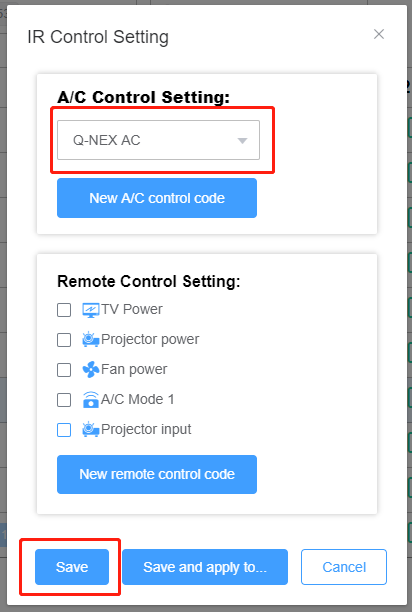 IR Control Setting
A/C Control Setting:
Q-NEX AC
New A/C control code
Remote Control Setting:
TV Power
Projector power
Fan power
A/C Mode 1
Projector input
New remote control code
Save
Save and apply to...
Cancel